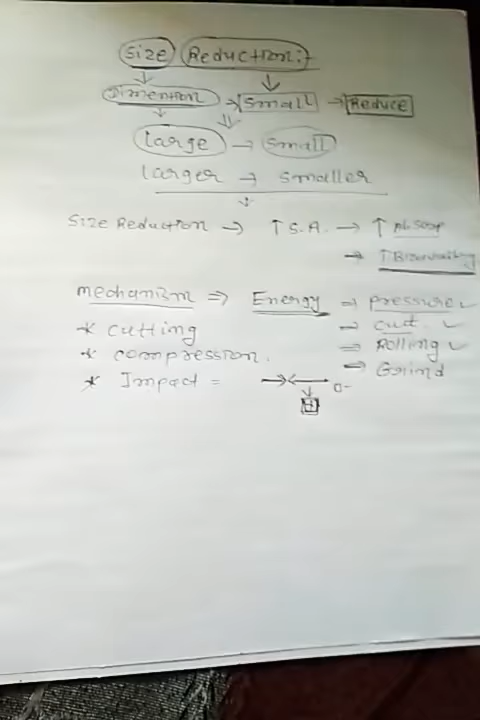 Size Reduction:-
Dimention → Small → Reduce
Large → Small
larger → smaller
Size Reduction → ↑ S.A. → ↑ Absorp
→ ↑
mechanism ⇒ Energy ⇒ pressure ✓
* cutting → cut. ✓
* compression. ⇒ Rolling ✓
* Impact = ⇒ Grind